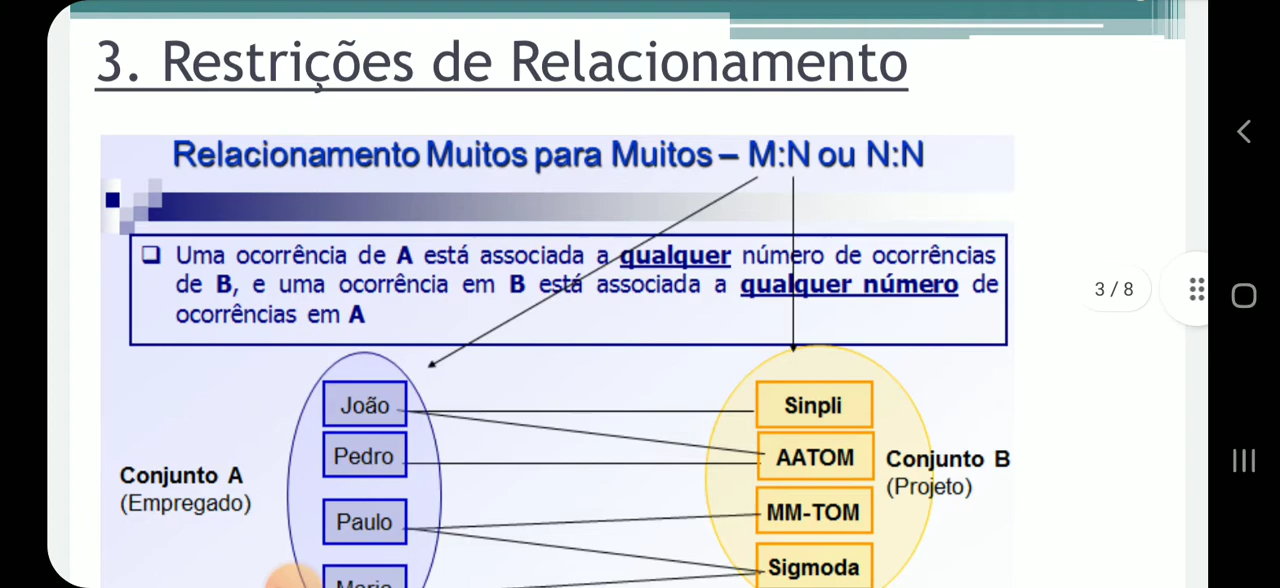 3. Restrições de Relacionamento
Relacionamento Muitos para Muitos – M:N ou N:N
Uma ocorrência de A está associada a qualquer número de ocorrências
de B, e uma ocorrência em B está associada a qualquer número de
ocorrências em A
3 / 8
João
Pedro
Paulo
Conjunto A
(Empregado)
Sinpli
AATOM
MM-TOM
Sigmoda
Conjunto B
(Projeto)